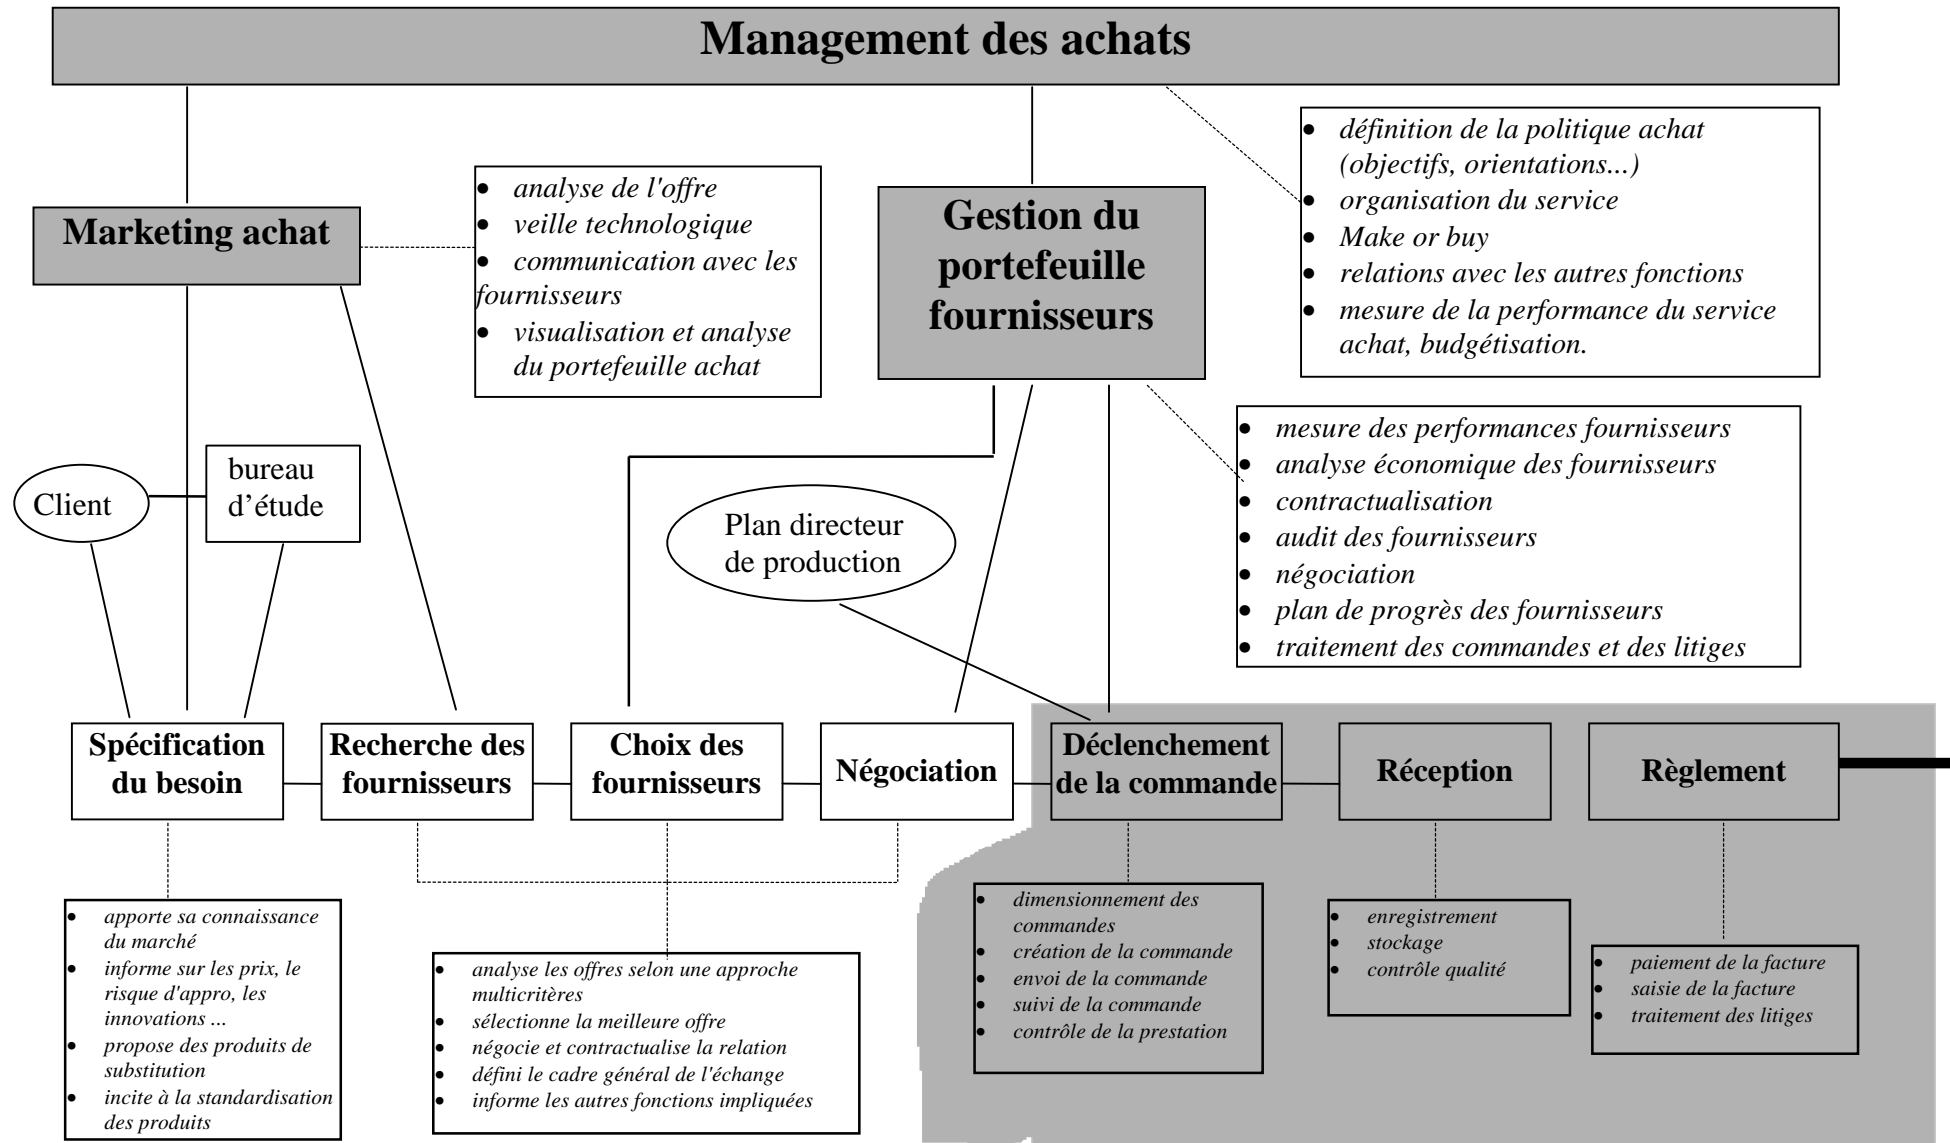 Management des achats
• définition de la politique achat
(objectifs, orientations...)
• organisation du service
• Make or buy
• relations avec les autres fonctions
• mesure de la performance du service
achat, budgétisation.
Marketing achat
• analyse de l'offre
• veille technologique
• communication avec les
fournisseurs
• visualisation et analyse
du portefeuille achat
Gestion du
portefeuille
fournisseurs
• mesure des performances fournisseurs
• analyse économique des fournisseurs
• contractualisation
• audit des fournisseurs
• négociation
• plan de progrès des fournisseurs
• traitement des commandes et des litiges
Client
bureau
d’étude
Plan directeur
de production
Spécification
du besoin
Recherche des
fournisseurs
Choix des
fournisseurs
Négociation
Déclenchement
de la commande
Réception
Règlement
• apporte sa connaissance
du marché
• informe sur les prix, le
risque d'appro, les
innovations ...
• propose des produits de
substitution
• incite à la standardisation
des produits
• analyse les offres selon une approche
multicritères
• sélectionne la meilleure offre
• négocie et contractualise la relation
• défini le cadre général de l'échange
• informe les autres fonctions impliquées
• dimensionnement des
commandes
• création de la commande
• envoi de la commande
• suivi de la commande
• contrôle de la prestation
• enregistrement
• stockage
• contrôle qualité
• paiement de la facture
• saisie de la facture
• traitement des litiges